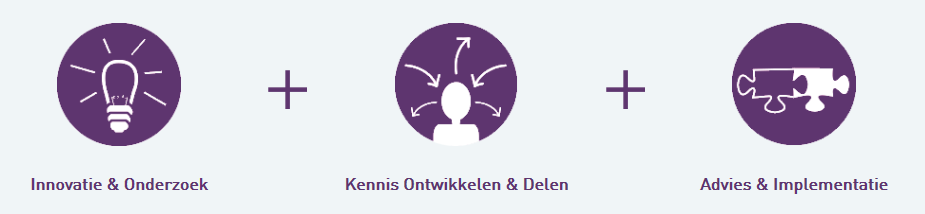 Innovatie & Onderzoek
Kennis Ontwikkelen & Delen
Advies & Implementatie